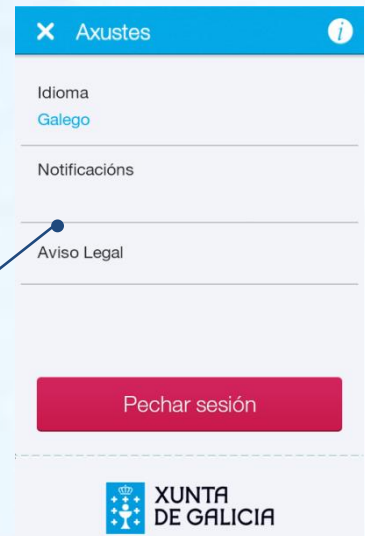 Axustes
Idioma
Galego
Notificacións
Aviso Legal
Pechar sesión
XUNTA
DE GALICIA